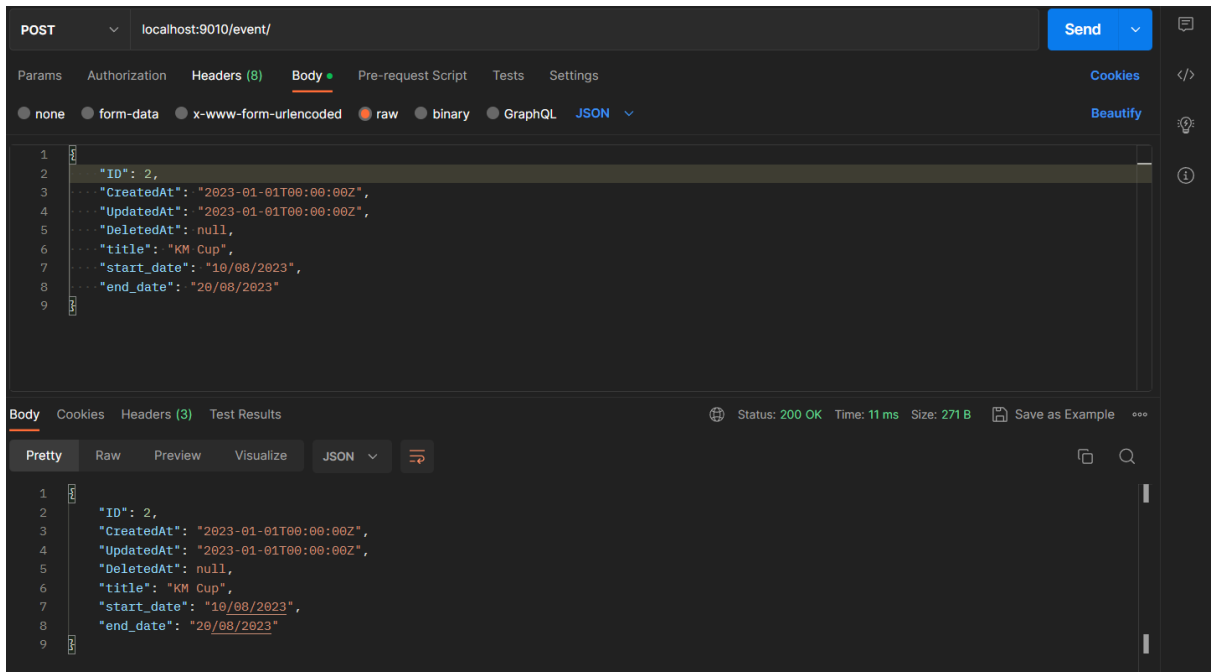 POST localhost:9010/event/ Send
Params Authorization Headers (8) Body Pre-request Script Tests Settings Cookies
none form-data x-www-form-urlencoded raw binary GraphQL JSON Beautify
1 {
2 "ID": 2,
3 "CreatedAt": "2023-01-01T00:00:00Z",
4 "UpdatedAt": "2023-01-01T00:00:00Z",
5 "DeletedAt": null,
6 "title": "KM Cup",
7 "start_date": "10/08/2023",
8 "end_date": "20/08/2023"
9 }
Body Cookies Headers (3) Test Results Status: 200 OK Time: 11 ms Size: 271 B Save as Example
Pretty Raw Preview Visualize JSON
1 {
2 "ID": 2,
3 "CreatedAt": "2023-01-01T00:00:00Z",
4 "UpdatedAt": "2023-01-01T00:00:00Z",
5 "DeletedAt": null,
6 "title": "KM Cup",
7 "start_date": "10/08/2023",
8 "end_date": "20/08/2023"
9 }